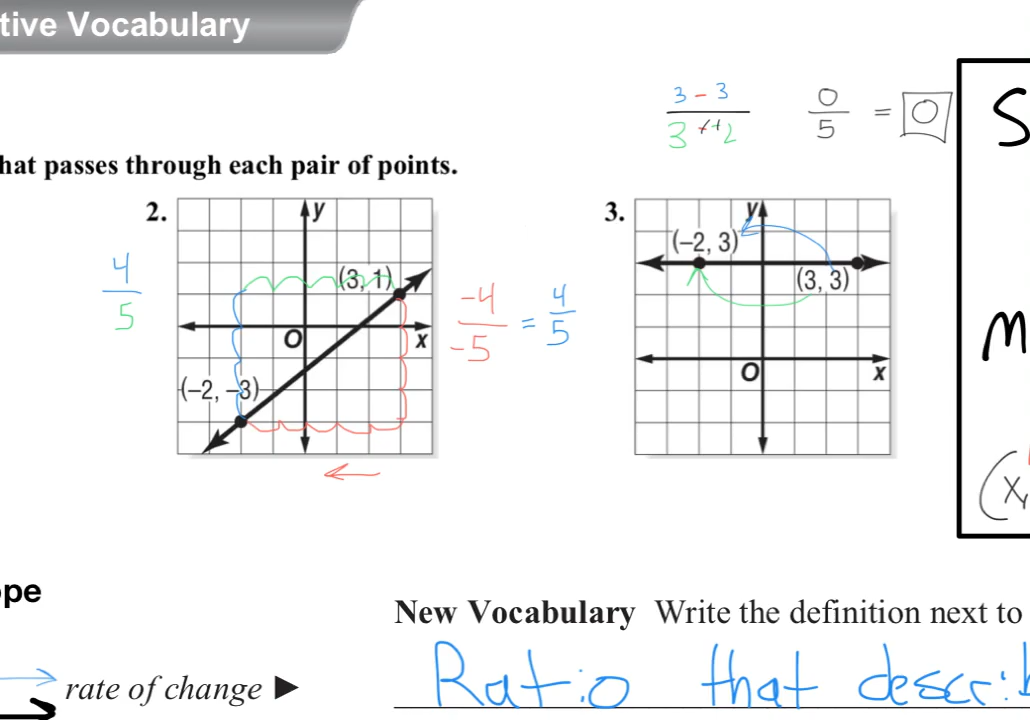 tive Vocabulary
3 - 3
3 + + 2
0
5
= 0
S
hat passes through each pair of points.
2.
y
(3, 1)
O
x
(–2, –3)
4
5
-4
-5
=
4
5
3.
y
(–2, 3)
(3, 3)
O
x
M
(x,
ope
New Vocabulary Write the definition next to
rate of change ►
Ratio that describ